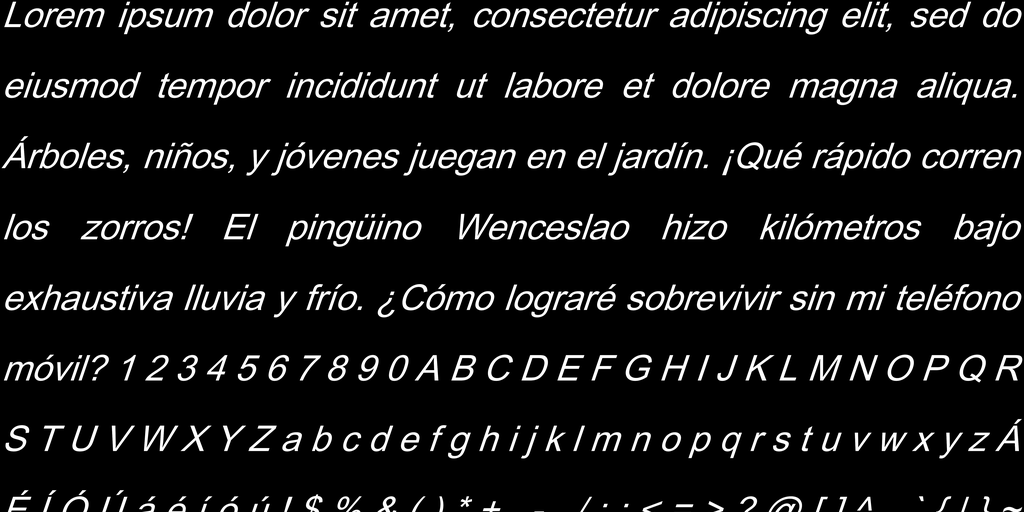 Lorem ipsum dolor sit amet, consectetur adipiscing elit, sed do
eiusmod tempor incididunt ut labore et dolore magna aliqua.
Árboles, niños, y jóvenes juegan en el jardín. ¡Qué rápido corren
los zorros! El pingüino Wenceslao hizo kilómetros bajo
exhaustiva lluvia y frío. ¿Cómo lograré sobrevivir sin mi teléfono
móvil? 1 2 3 4 5 6 7 8 9 0 A B C D E F G H I J K L M N O P Q R
S T U V W X Y Z a b c d e f g h i j k l m n o p q r s t u v w x y z Á
É Í Ó Ú á é í ó ú ! $ % & ( ) * + , - . / : ; < = > ? @ [ ] ^ _ ` { | } ~